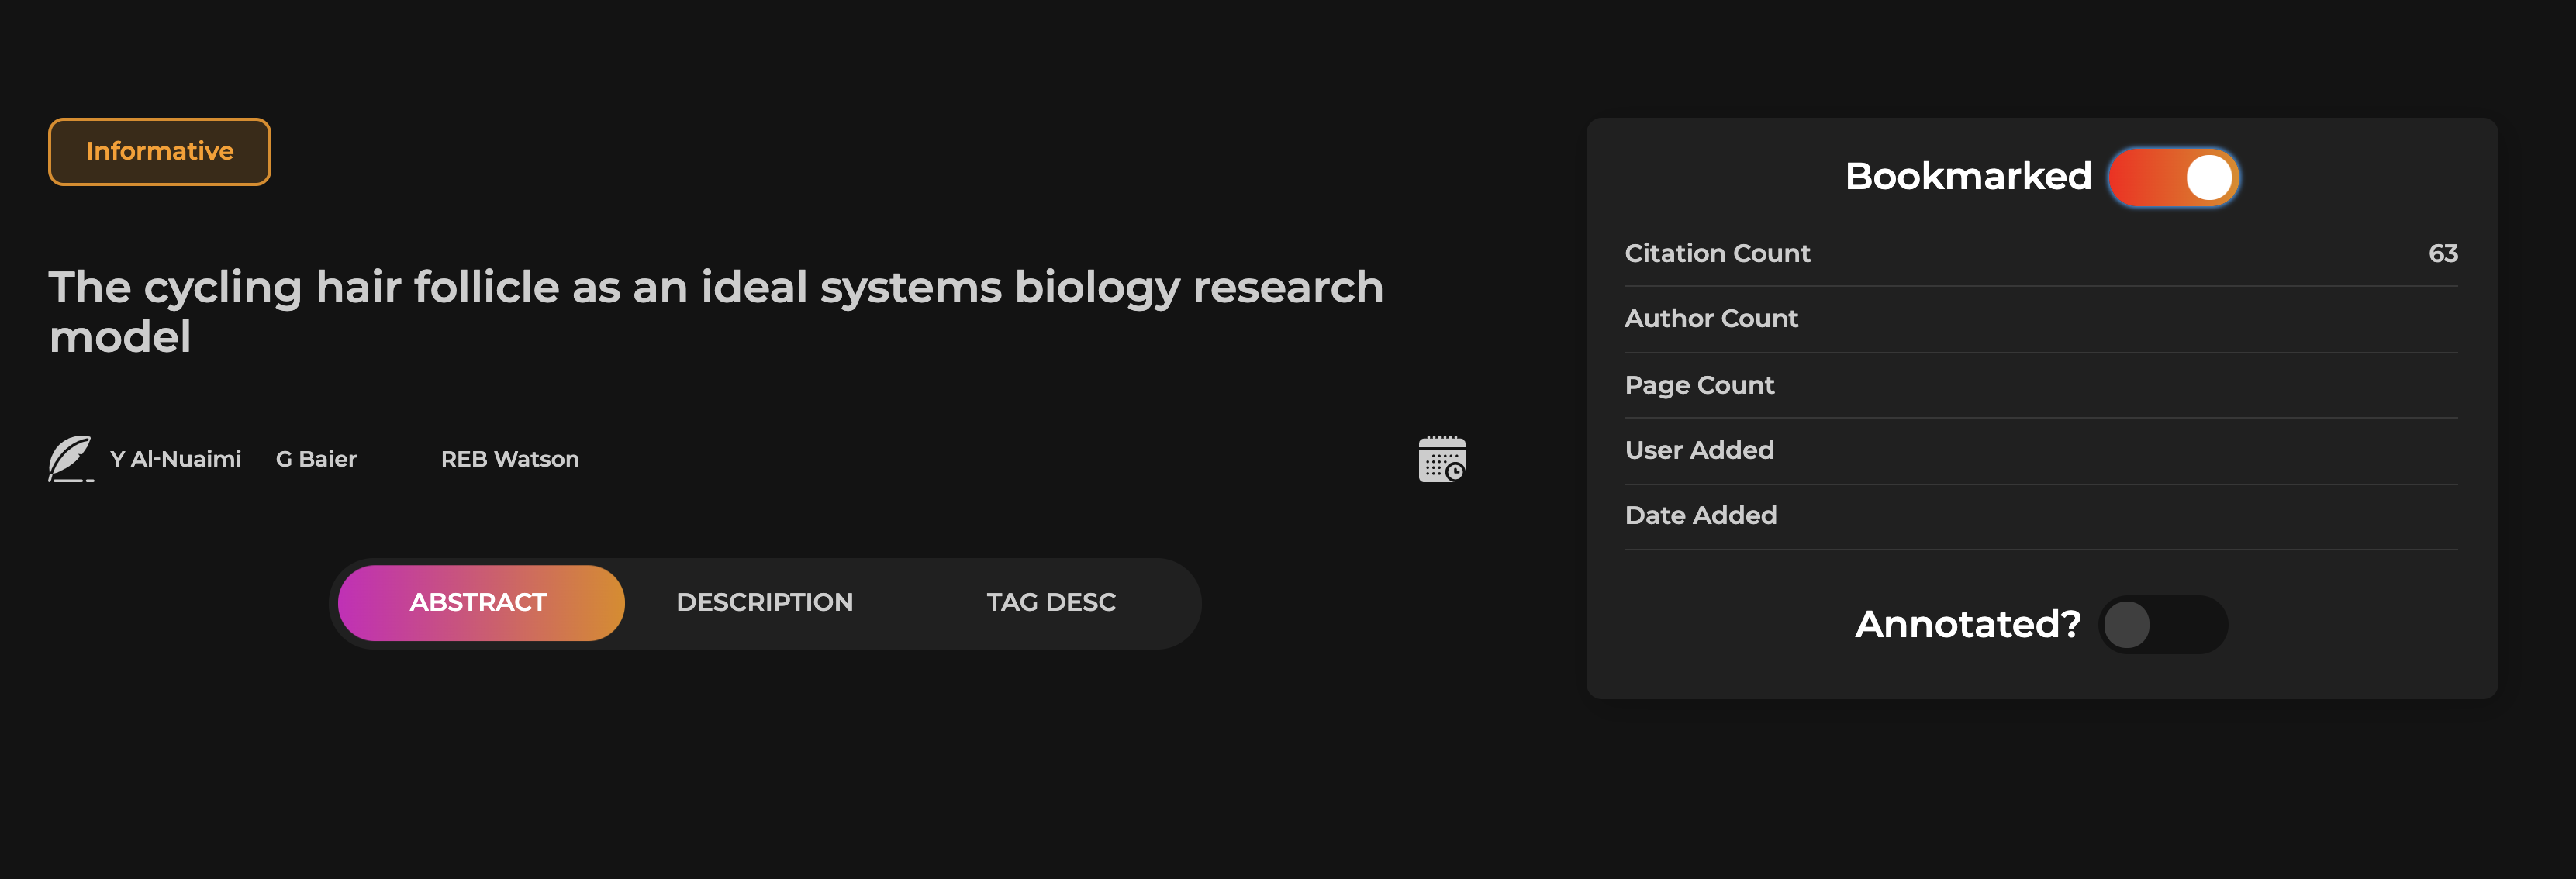 Informative
The cycling hair follicle as an ideal systems biology research
model
Y Al-Nuaimi G Baier REB Watson
ABSTRACT DESCRIPTION TAG DESC
Bookmarked
Citation Count 63
Author Count
Page Count
User Added
Date Added
Annotated?